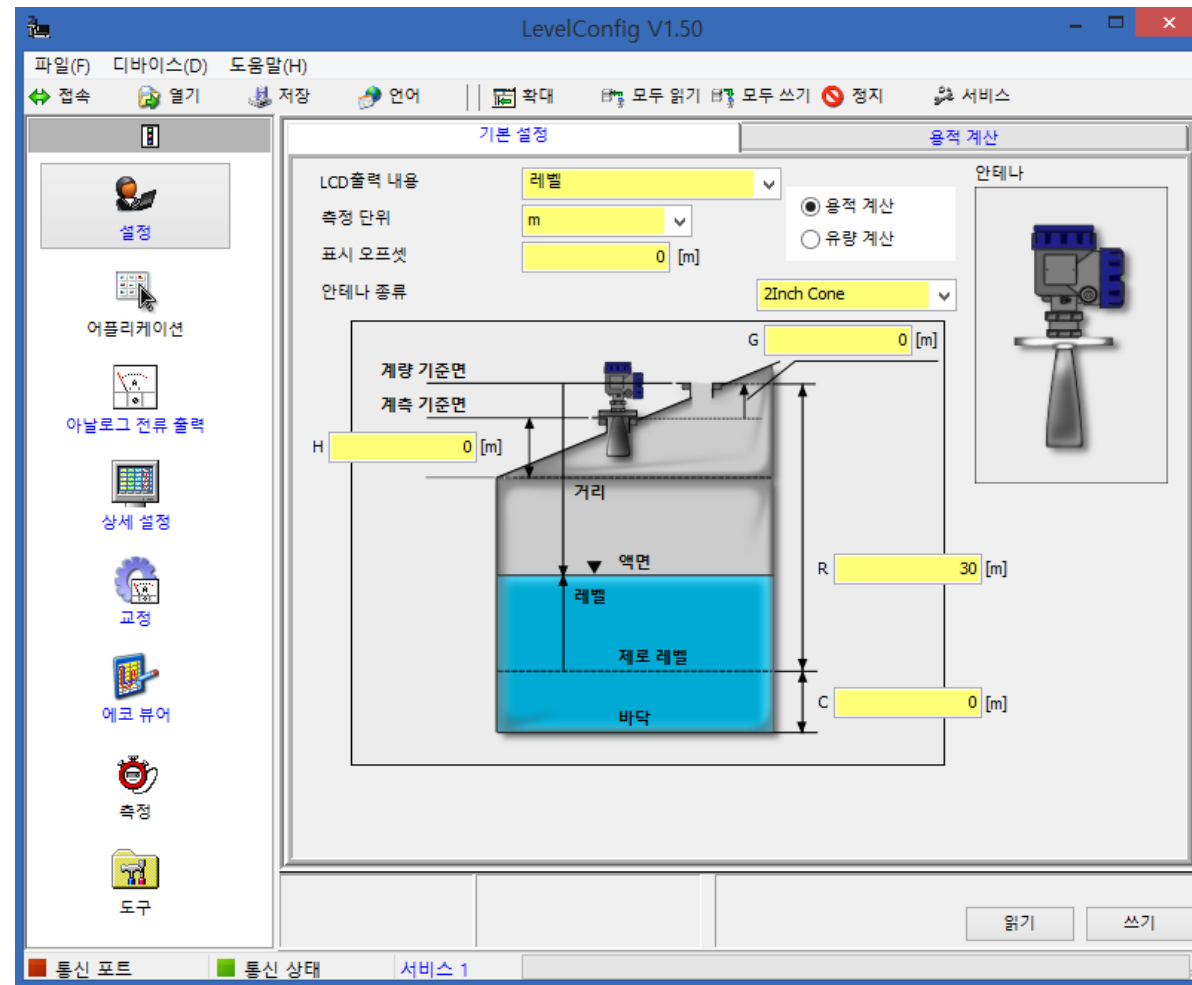 LevelConfig V1.50
파일(F) 디바이스(D) 도움말(H)
접속 열기 저장 언어 확대 모두 읽기 모두 쓰기 정지 서비스
기본 설정 용적 계산
LCD출력 내용 레벨
측정 단위 m
표시 오프셋 0 [m]
용적 계산
유량 계산
안테나
안테나 종류 2Inch Cone
G 0 [m]
계량 기준면
계측 기준면
H 0 [m]
거리
액면
레벨
R 30 [m]
제로 레벨
C 0 [m]
바닥
설정
어플리케이션
아날로그 전류 출력
상세 설정
교정
에코 뷰어
측정
도구
읽기 쓰기
통신 포트 통신 상태 서비스 1